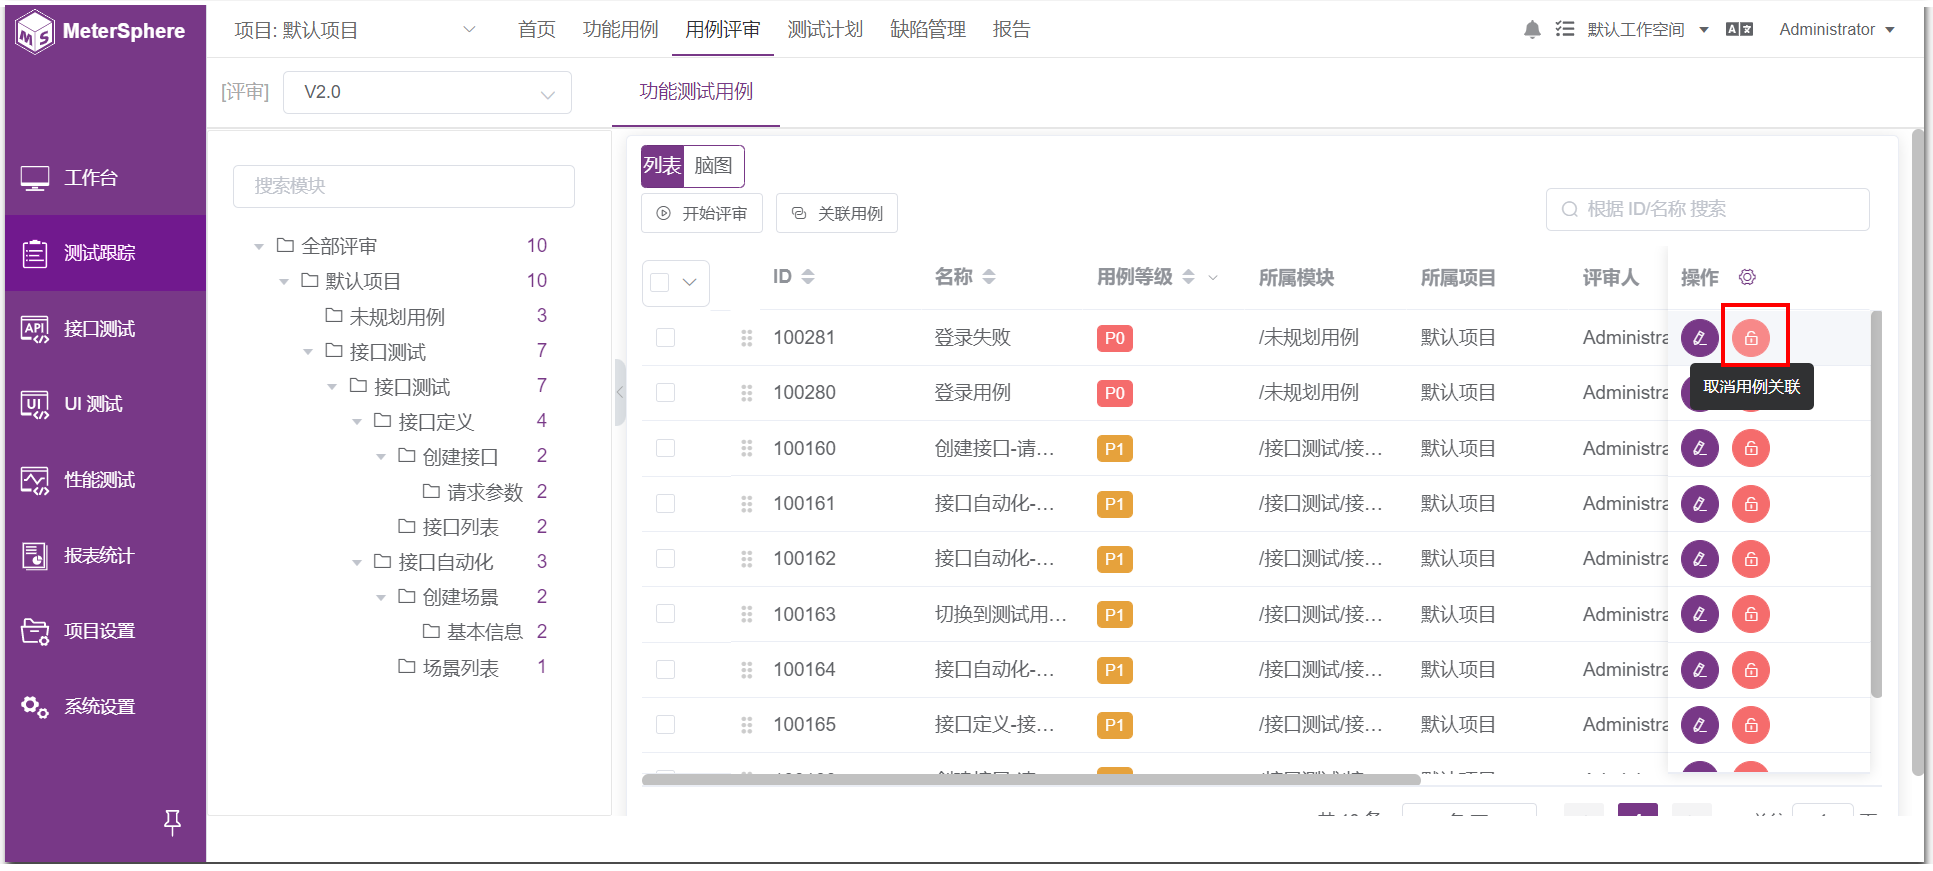 MeterSphere
项目: 默认项目
首页
功能用例
用例评审
测试计划
缺陷管理
报告
默认工作空间
Administrator
[评审]
V2.0
功能测试用例
工作台
测试跟踪
接口测试
UI 测试
性能测试
报表统计
项目设置
系统设置
搜索模块
全部评审 10
默认项目 10
未规划用例 3
接口测试 7
接口测试 7
接口定义 4
创建接口 2
请求参数 2
接口列表 2
接口自动化 3
创建场景 2
基本信息 2
场景列表 1
列表 脑图
开始评审 关联用例
根据 ID/名称 搜索
ID 名称 用例等级 所属模块 所属项目 评审人 操作
100281 登录失败 P0 /未规划用例 默认项目 Administra
取消用例关联
100280 登录用例 P0 /未规划用例 默认项目 Administra
100160 创建接口-请… P1 /接口测试/接… 默认项目 Administra
100161 接口自动化-… P1 /接口测试/接… 默认项目 Administra
100162 接口自动化-… P1 /接口测试/接… 默认项目 Administra
100163 切换到测试用… P1 /接口测试/接… 默认项目 Administra
100164 接口自动化-… P1 /接口测试/接… 默认项目 Administra
100165 接口定义-接… P1 /接口测试/接… 默认项目 Administra